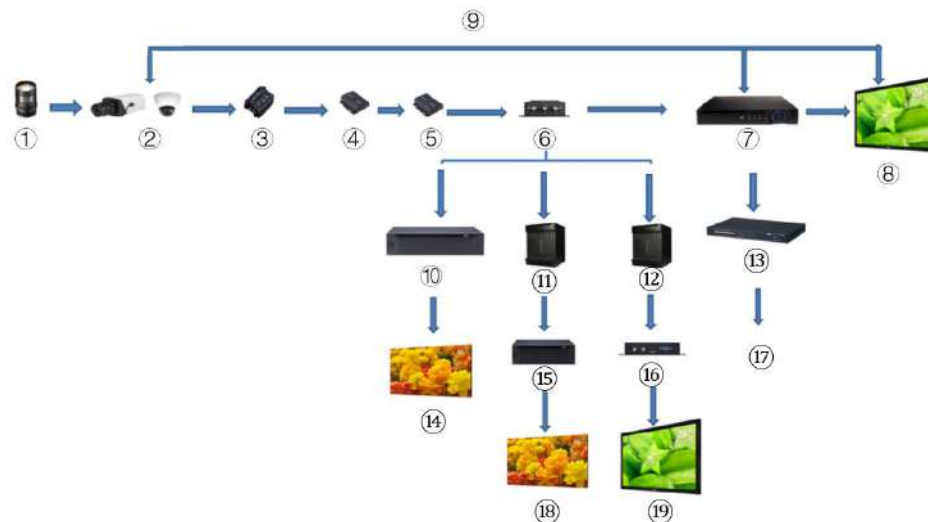 ⑨
① ② ③ ④ ⑤ ⑥ ⑦ ⑧
⑩ ⑪ ⑫ ⑬
⑭ ⑮ ⑯ ⑰
⑱ ⑲